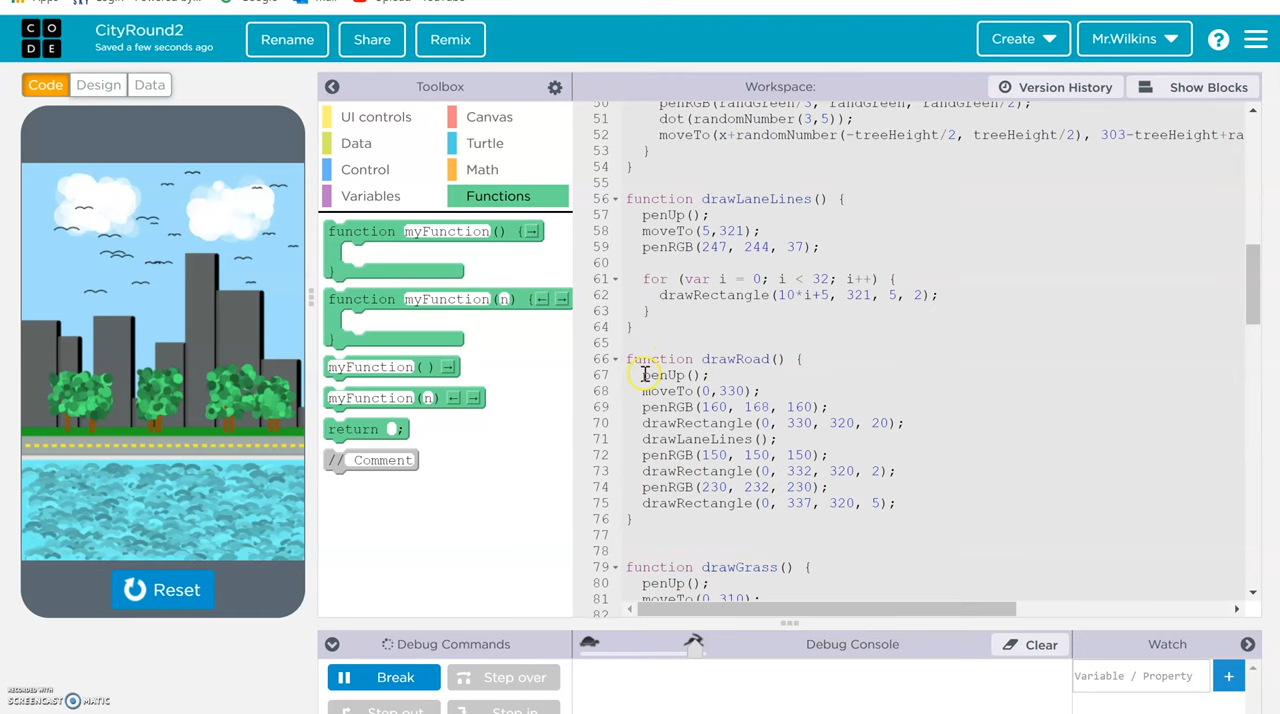 Google
Upload - YouTube
C O
D E
CityRound2
Saved a few seconds ago
Rename
Share
Remix
Create
Mr.Wilkins
?
Code
Design
Data
Toolbox
Workspace:
Version History
Show Blocks
UI controls
Canvas
Data
Turtle
Control
Math
Variables
Functions
function myFunction() {
}
function myFunction(n) {
}
myFunction()
myFunction(n)
return ;
// Comment
50 penRGB(randGreen/3, randGreen, randGreen/2);
51 dot(randomNumber(3,5));
52 moveTo(x+randomNumber(-treeHeight/2, treeHeight/2), 303-treeHeight+ra
53 }
54 }
55
56 function drawLaneLines() {
57 penUp();
58 moveTo(5,321);
59 penRGB(247, 244, 37);
60
61 for (var i = 0; i < 32; i++) {
62 drawRectangle(10*i+5, 321, 5, 2);
63 }
64 }
65
66 function drawRoad() {
67 penUp();
68 moveTo(0,330);
69 penRGB(160, 168, 160);
70 drawRectangle(0, 330, 320, 20);
71 drawLaneLines();
72 penRGB(150, 150, 150);
73 drawRectangle(0, 332, 320, 2);
74 penRGB(230, 232, 230);
75 drawRectangle(0, 337, 320, 5);
76 }
77
78
79 function drawGrass() {
80 penUp();
81 moveTo(0,310);
82
Reset
Debug Commands
Debug Console
Clear
Watch
Break
Step over
Step out
Step in
Variable / Property
+
RECORDED WITH
SCREENCAST MATIC